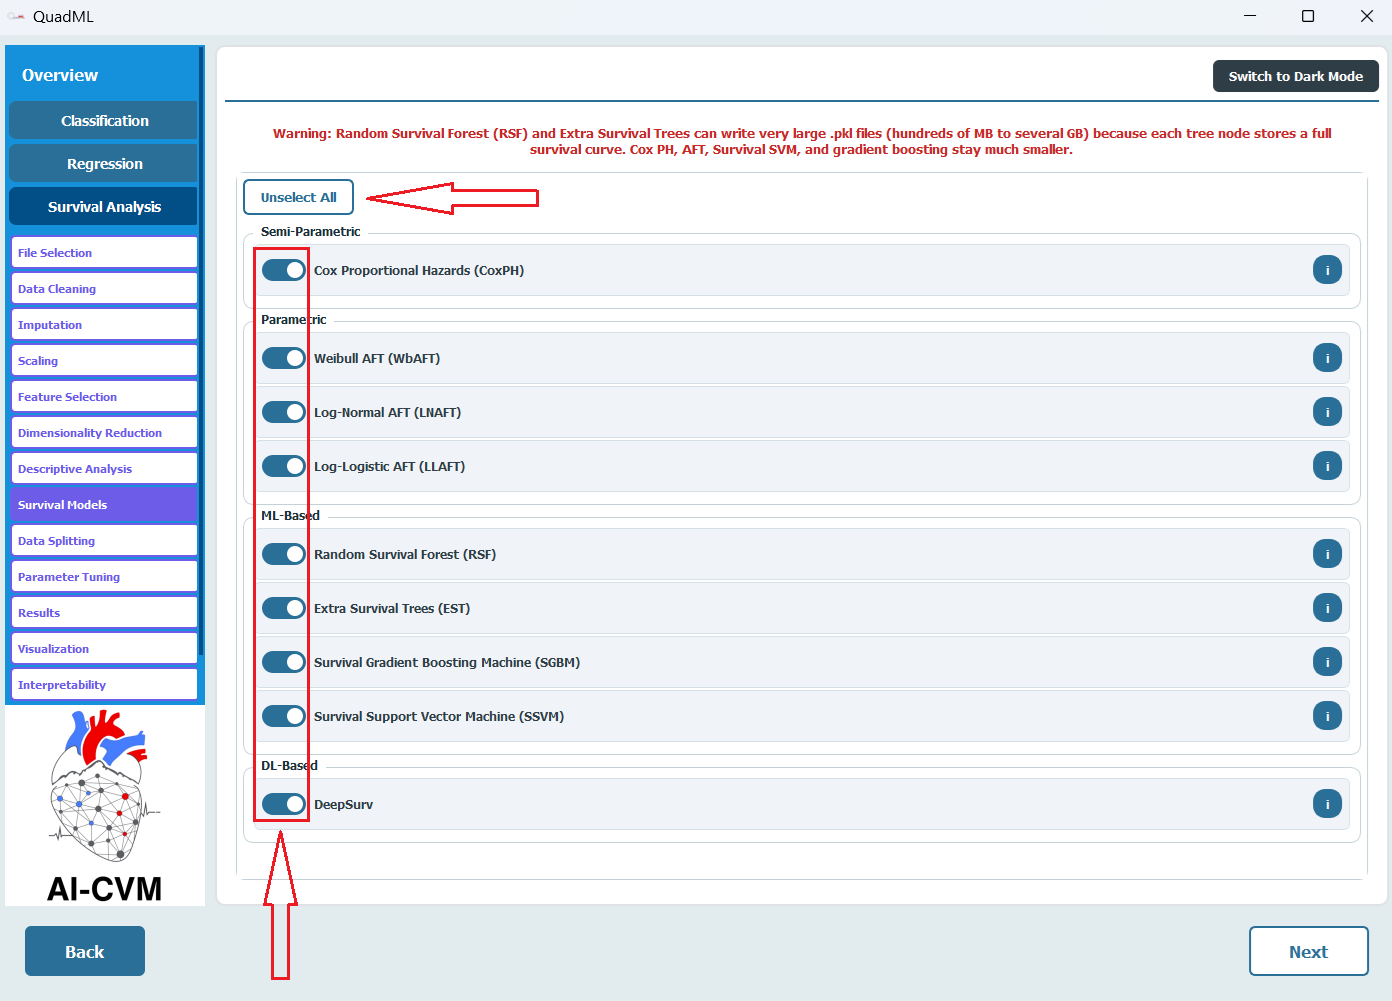 QuadML
Overview
Classification
Regression
Survival Analysis
File Selection
Data Cleaning
Imputation
Scaling
Feature Selection
Dimensionality Reduction
Descriptive Analysis
Survival Models
Data Splitting
Parameter Tuning
Results
Visualization
Interpretability
AI-CVM
Back
Switch to Dark Mode
Warning: Random Survival Forest (RSF) and Extra Survival Trees can write very large .pkl files (hundreds of MB to several GB) because each tree node stores a full
survival curve. Cox PH, AFT, Survival SVM, and gradient boosting stay much smaller.
Unselect All
Semi-Parametric
Cox Proportional Hazards (CoxPH)
i
Parametric
Weibull AFT (WbAFT)
i
Log-Normal AFT (LNAFT)
i
Log-Logistic AFT (LLAFT)
i
ML-Based
Random Survival Forest (RSF)
i
Extra Survival Trees (EST)
i
Survival Gradient Boosting Machine (SGBM)
i
Survival Support Vector Machine (SSVM)
i
DL-Based
DeepSurv
i
Next